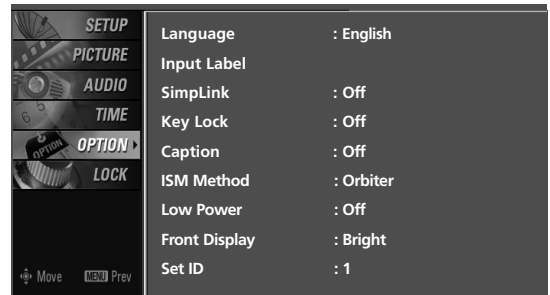 SETUP
PICTURE
AUDIO
TIME
OPTION
LOCK
Move MENU Prev
Language : English
Input Label
SimpLink : Off
Key Lock : Off
Caption : Off
ISM Method : Orbiter
Low Power : Off
Front Display : Bright
Set ID : 1